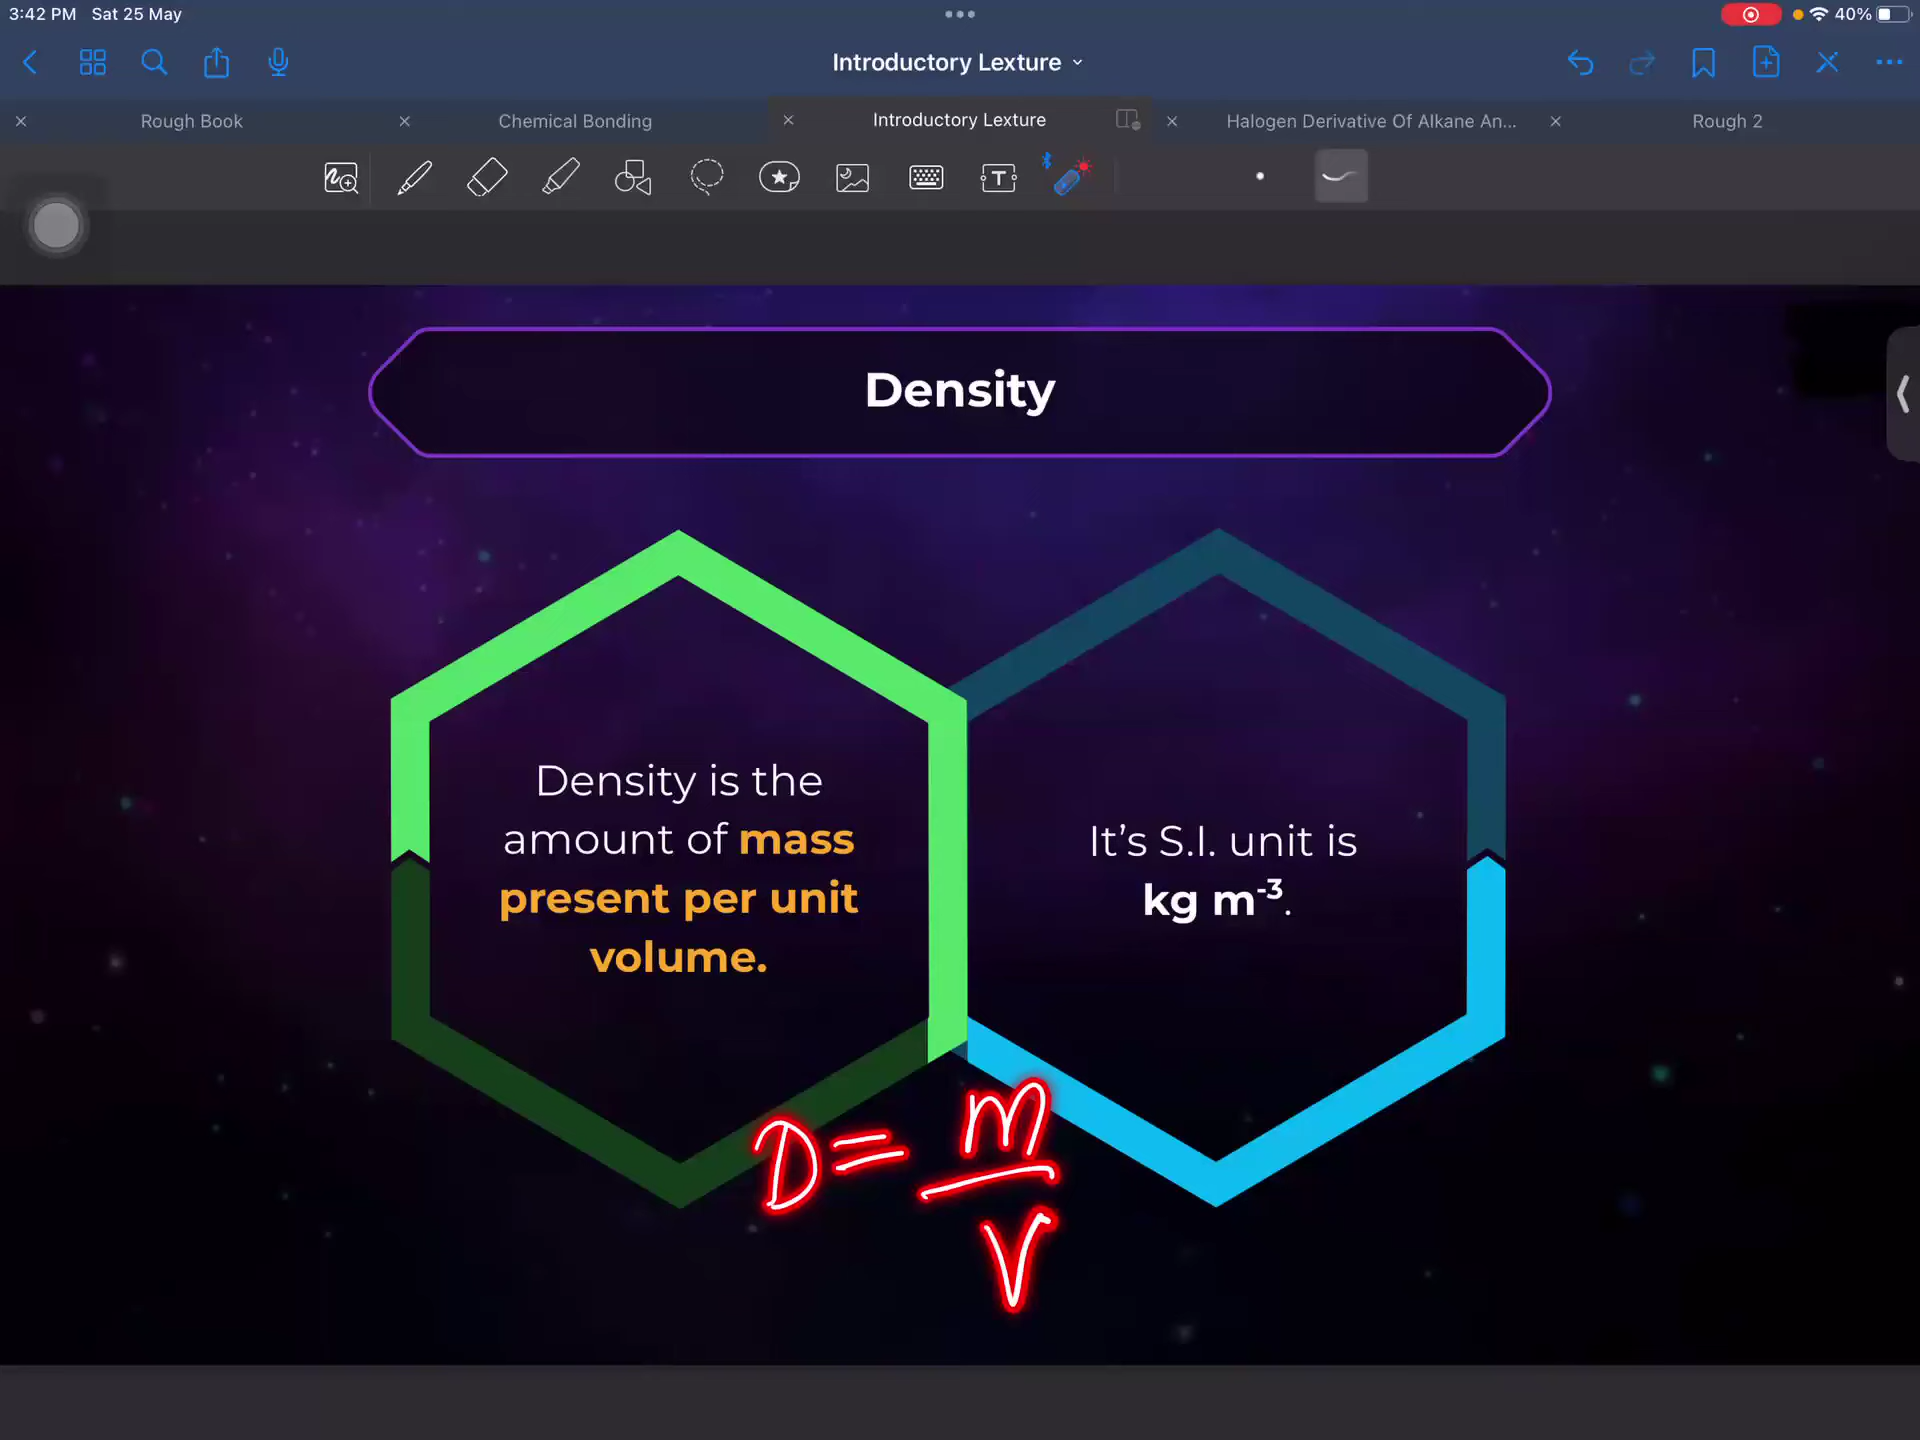 3:42 PM Sat 25 May
40%
Introductory Lexture
Rough Book
Chemical Bonding
Introductory Lexture
Halogen Derivative Of Alkane An...
Rough 2
Density
Density is the
amount of mass
present per unit
volume.
It's S.I. unit is
kg m⁻³.
D = m
V